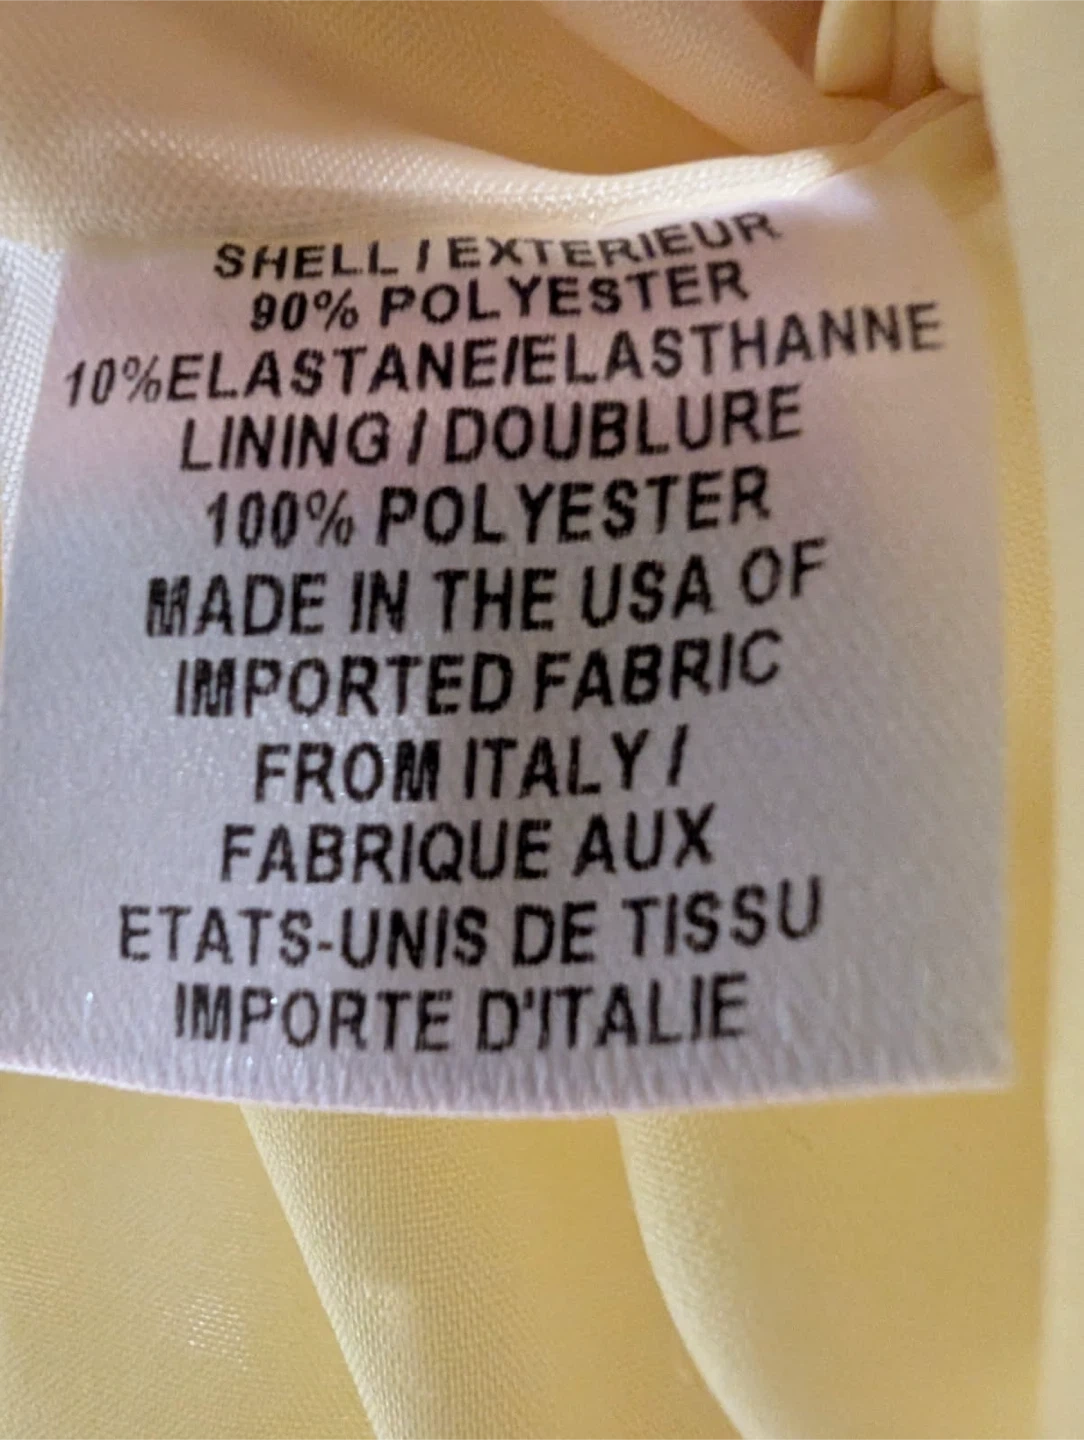 SHELL / EXTERIEUR
90% POLYESTER
10%ELASTANE/ELASTHANNE
LINING / DOUBLURE
100% POLYESTER
MADE IN THE USA OF
IMPORTED FABRIC
FROM ITALY /
FABRIQUE AUX
ETATS-UNIS DE TISSU
IMPORTE D'ITALIE